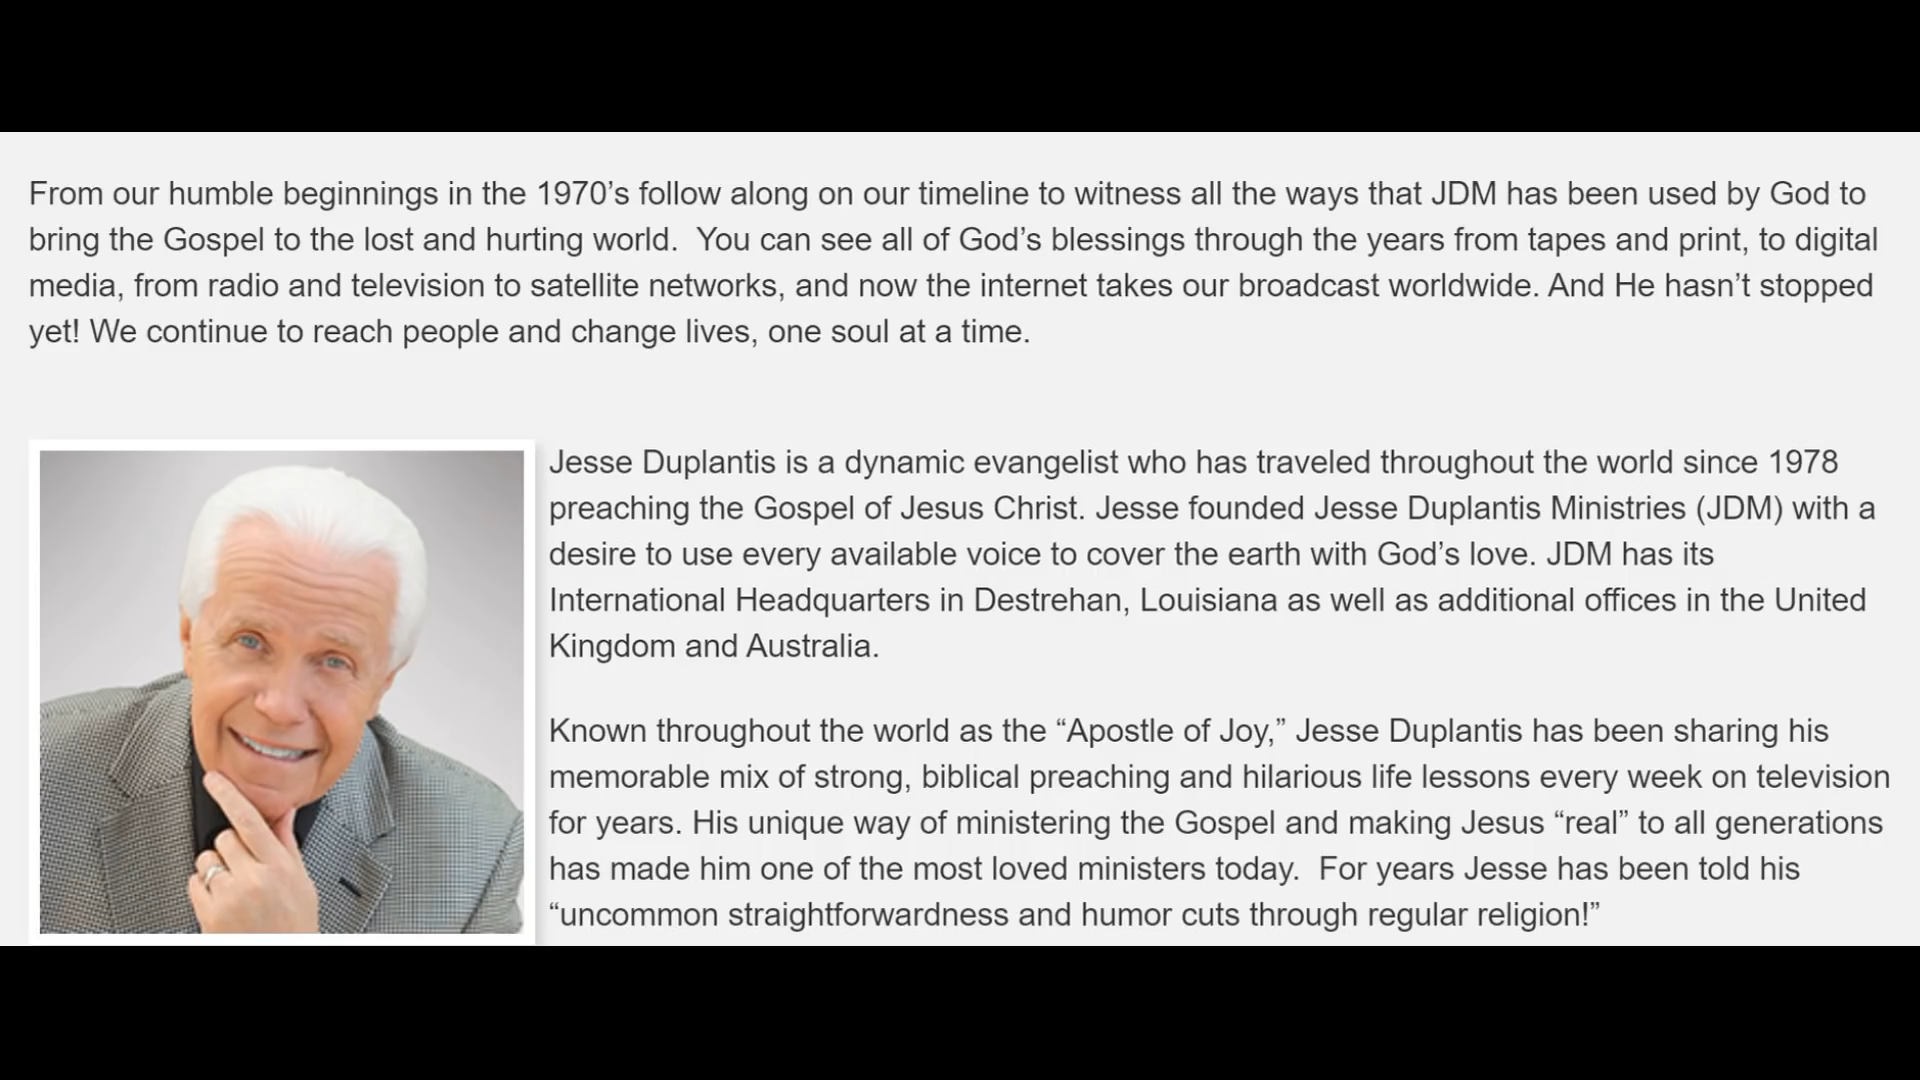 From our humble beginnings in the 1970’s follow along on our timeline to witness all the ways that JDM has been used by God to
bring the Gospel to the lost and hurting world.  You can see all of God’s blessings through the years from tapes and print, to digital
media, from radio and television to satellite networks, and now the internet takes our broadcast worldwide. And He hasn’t stopped
yet! We continue to reach people and change lives, one soul at a time.
Jesse Duplantis is a dynamic evangelist who has traveled throughout the world since 1978
preaching the Gospel of Jesus Christ. Jesse founded Jesse Duplantis Ministries (JDM) with a
desire to use every available voice to cover the earth with God’s love. JDM has its
International Headquarters in Destrehan, Louisiana as well as additional offices in the United
Kingdom and Australia.
Known throughout the world as the “Apostle of Joy,” Jesse Duplantis has been sharing his
memorable mix of strong, biblical preaching and hilarious life lessons every week on television
for years. His unique way of ministering the Gospel and making Jesus “real” to all generations
has made him one of the most loved ministers today.  For years Jesse has been told his
“uncommon straightforwardness and humor cuts through regular religion!”